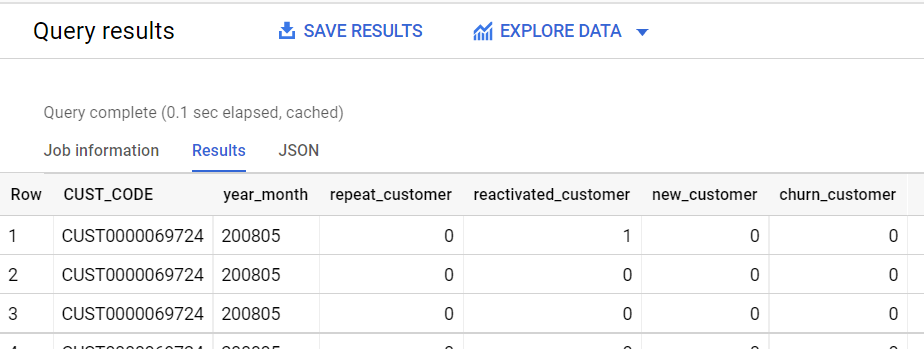 Query results SAVE RESULTS EXPLORE DATA
Query complete (0.1 sec elapsed, cached)
Job information Results JSON
Row CUST_CODE year_month repeat_customer reactivated_customer new_customer churn_customer
1 CUST0000069724 200805 0 1 0 0
2 CUST0000069724 200805 0 0 0 0
3 CUST0000069724 200805 0 0 0 0